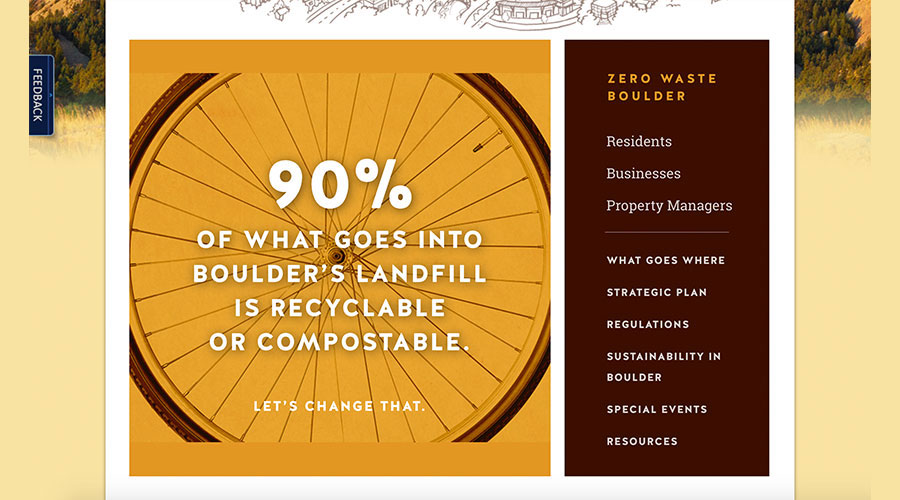 FEEDBACK
90%
OF WHAT GOES INTO
BOULDER'S LANDFILL
IS RECYCLABLE
OR COMPOSTABLE.
LET'S CHANGE THAT.
ZERO WASTE
BOULDER
Residents
Businesses
Property Managers
WHAT GOES WHERE
STRATEGIC PLAN
REGULATIONS
SUSTAINABILITY IN
BOULDER
SPECIAL EVENTS
RESOURCES